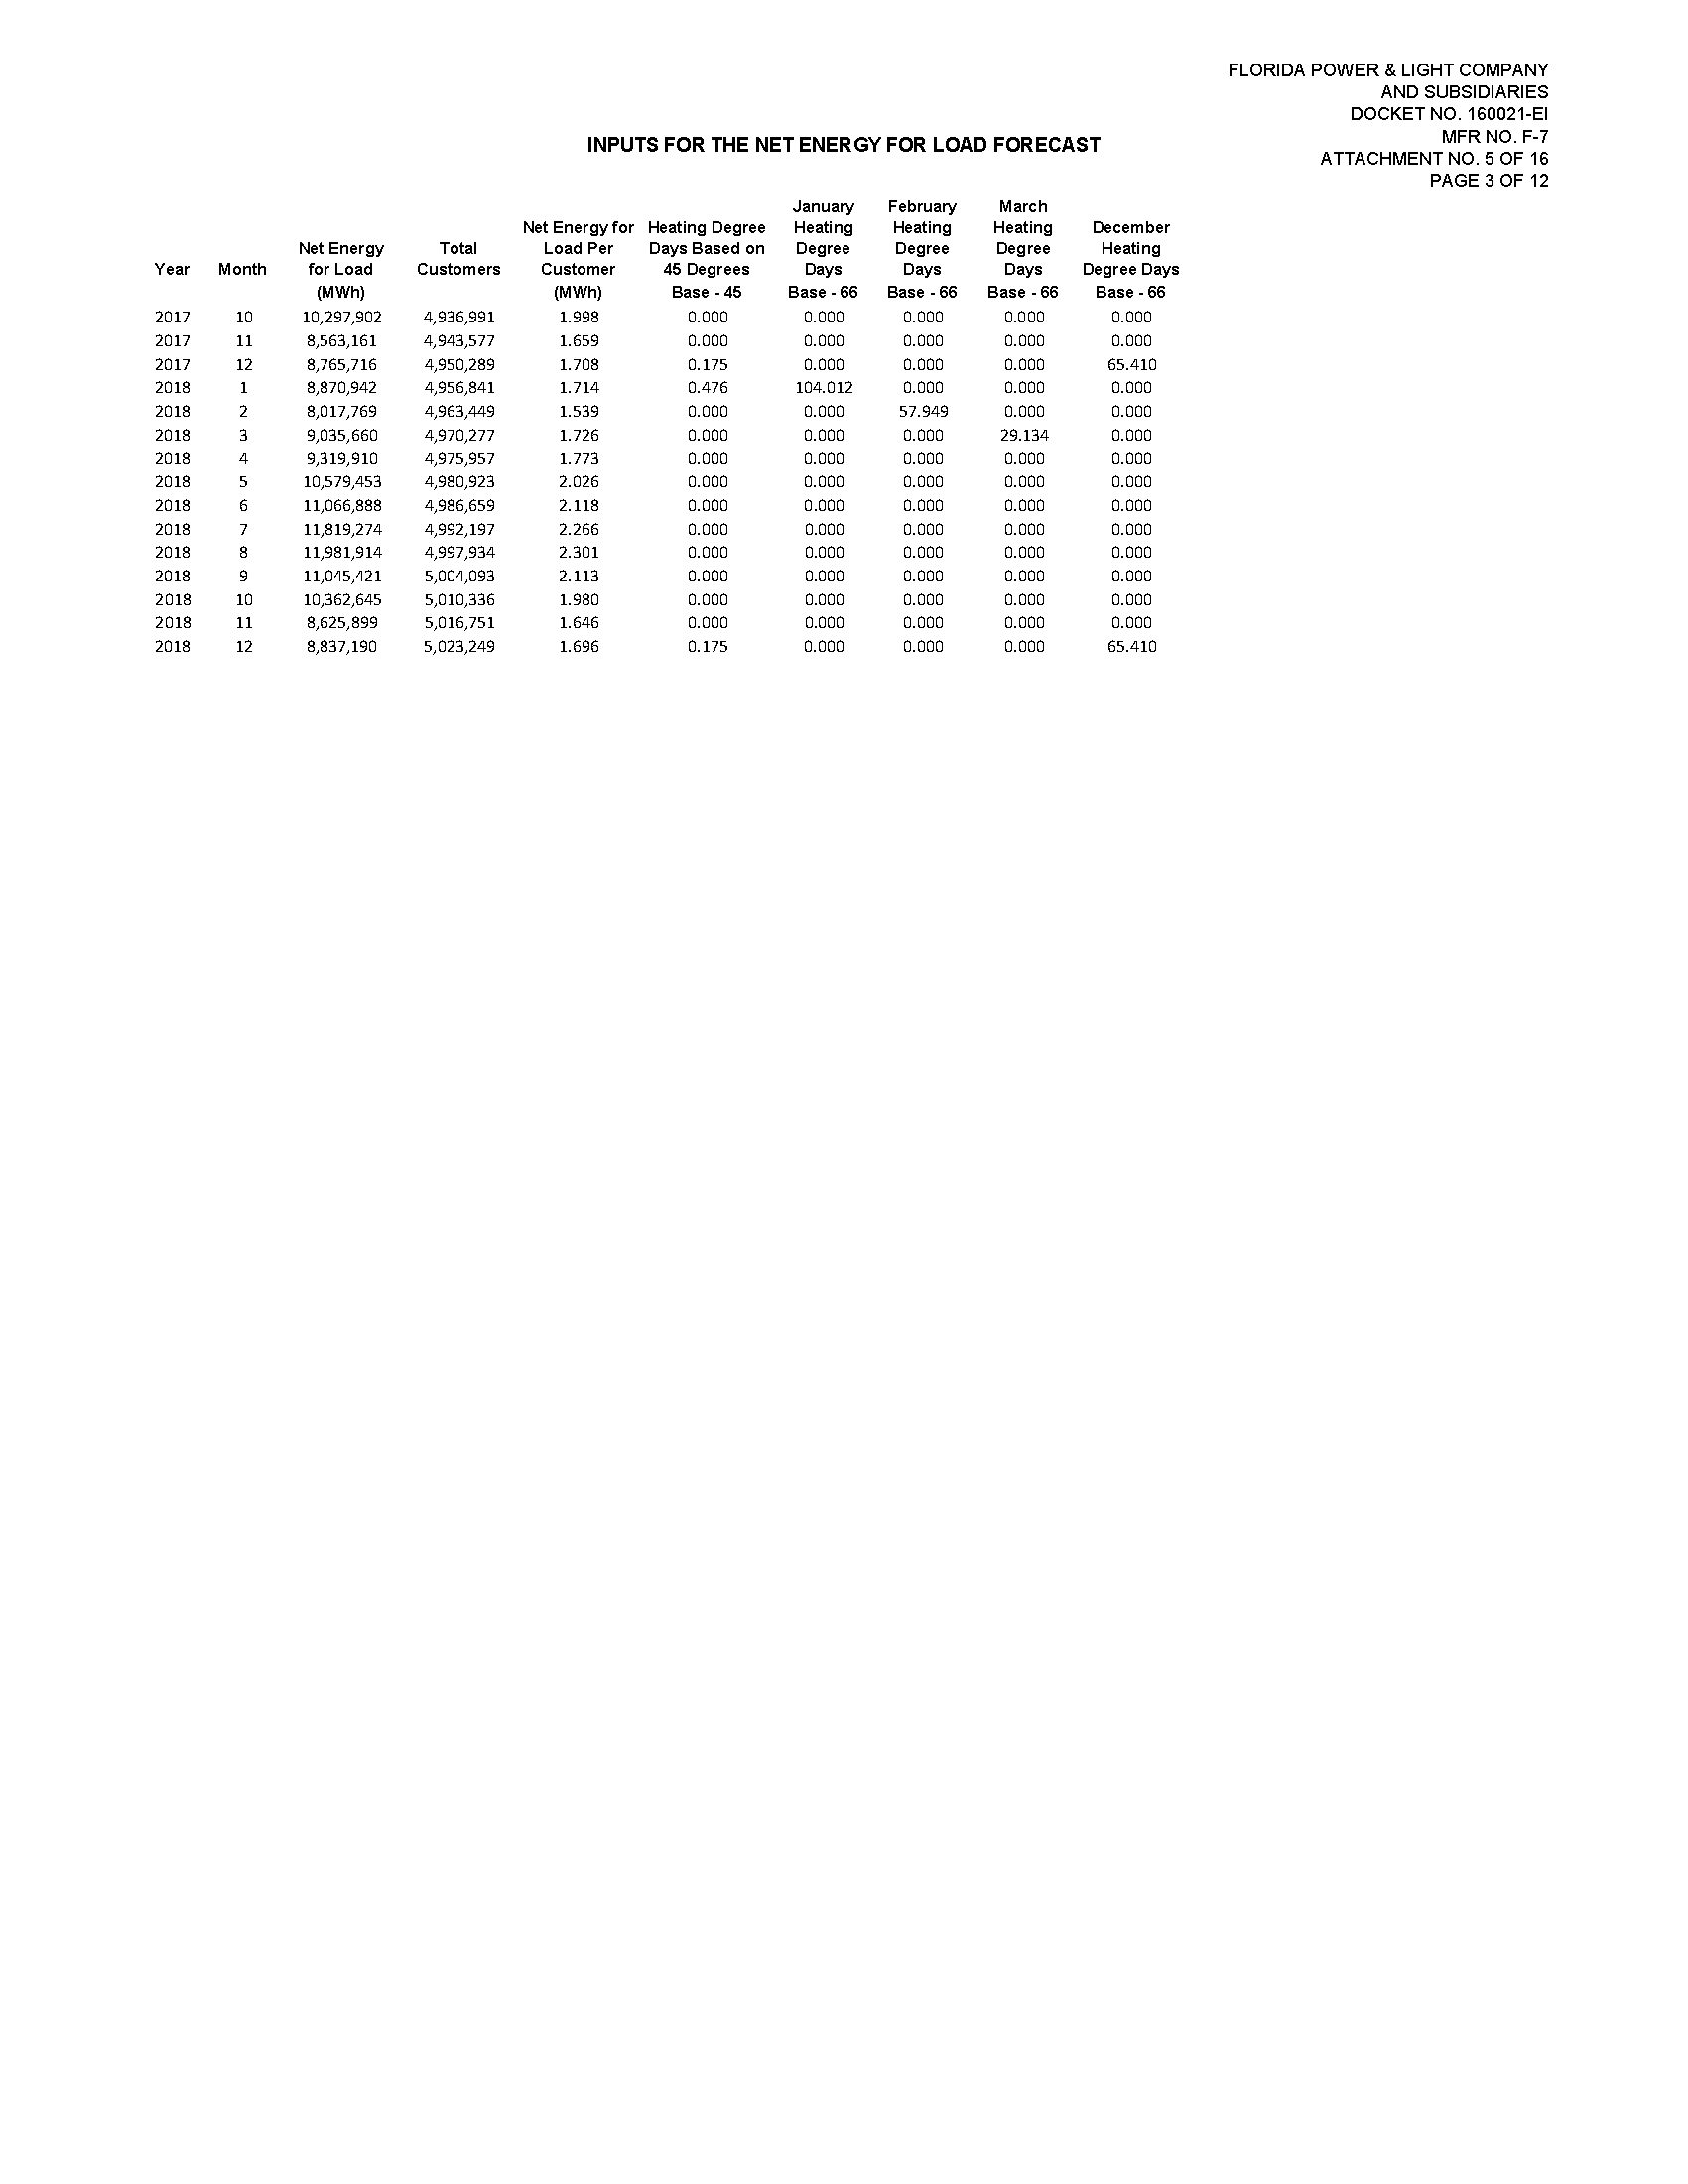 FLORIDA POWER & LIGHT COMPANY
AND SUBSIDIARIES
DOCKET NO. 160021-EI
MFR NO. F-7
ATTACHMENT NO. 5 OF 16
PAGE 3 OF 12
INPUTS FOR THE NET ENERGY FOR LOAD FORECAST
January February March
Net Energy for Heating Degree Heating Heating Heating December
Net Energy Total Load Per Days Based on Degree Degree Degree Heating
Year Month for Load Customers Customer 45 Degrees Days Days Days Degree Days
(MWh) (MWh) Base - 45 Base - 66 Base - 66 Base - 66 Base - 66
2017 10 10,297,902 4,936,991 1.998 0.000 0.000 0.000 0.000 0.000
2017 11 8,563,161 4,943,577 1.659 0.000 0.000 0.000 0.000 0.000
2017 12 8,765,716 4,950,289 1.708 0.175 0.000 0.000 0.000 65.410
2018 1 8,870,942 4,956,841 1.714 0.476 104.012 0.000 0.000 0.000
2018 2 8,017,769 4,963,449 1.539 0.000 0.000 57.949 0.000 0.000
2018 3 9,035,660 4,970,277 1.726 0.000 0.000 0.000 29.134 0.000
2018 4 9,319,910 4,975,957 1.773 0.000 0.000 0.000 0.000 0.000
2018 5 10,579,453 4,980,923 2.026 0.000 0.000 0.000 0.000 0.000
2018 6 11,066,888 4,986,659 2.118 0.000 0.000 0.000 0.000 0.000
2018 7 11,819,274 4,992,197 2.266 0.000 0.000 0.000 0.000 0.000
2018 8 11,981,914 4,997,934 2.301 0.000 0.000 0.000 0.000 0.000
2018 9 11,045,421 5,004,093 2.113 0.000 0.000 0.000 0.000 0.000
2018 10 10,362,645 5,010,336 1.980 0.000 0.000 0.000 0.000 0.000
2018 11 8,625,899 5,016,751 1.646 0.000 0.000 0.000 0.000 0.000
2018 12 8,837,190 5,023,249 1.696 0.175 0.000 0.000 0.000 65.410